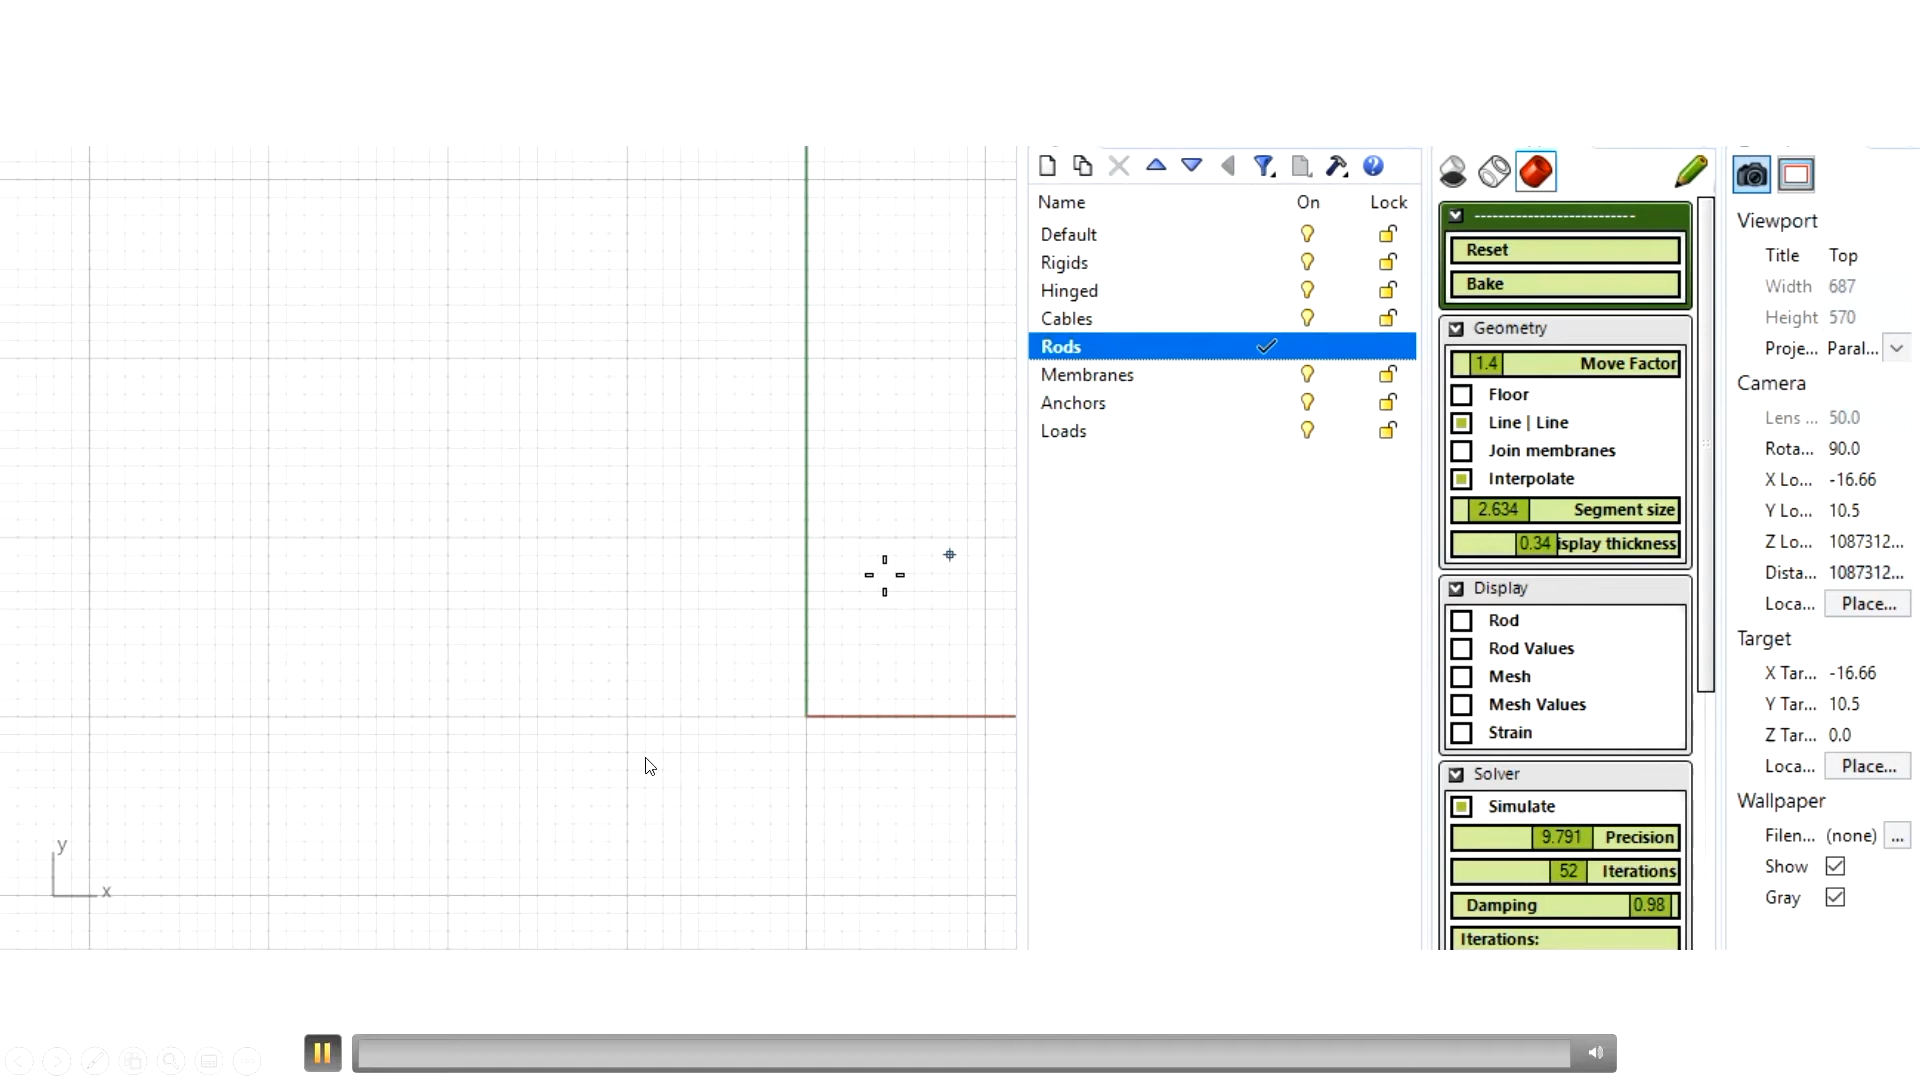 y
x
Name On Lock
Default
Rigids
Hinged
Cables
Rods
Membranes
Anchors
Loads
Reset
Bake
Geometry
1.4 Move Factor
Floor
Line | Line
Join membranes
Interpolate
2.634 Segment size
0.34 isplay thickness
Display
Rod
Rod Values
Mesh
Mesh Values
Strain
Solver
Simulate
9.791 Precision
52 Iterations
Damping 0.98
Iterations:
Viewport
Title Top
Width 687
Height 570
Proje... Paral...
Camera
Lens ... 50.0
Rota... 90.0
X Lo... -16.66
Y Lo... 10.5
Z Lo... 1087312...
Dista... 1087312...
Loca... Place...
Target
X Tar... -16.66
Y Tar... 10.5
Z Tar... 0.0
Loca... Place...
Wallpaper
Filen... (none) ...
Show
Gray